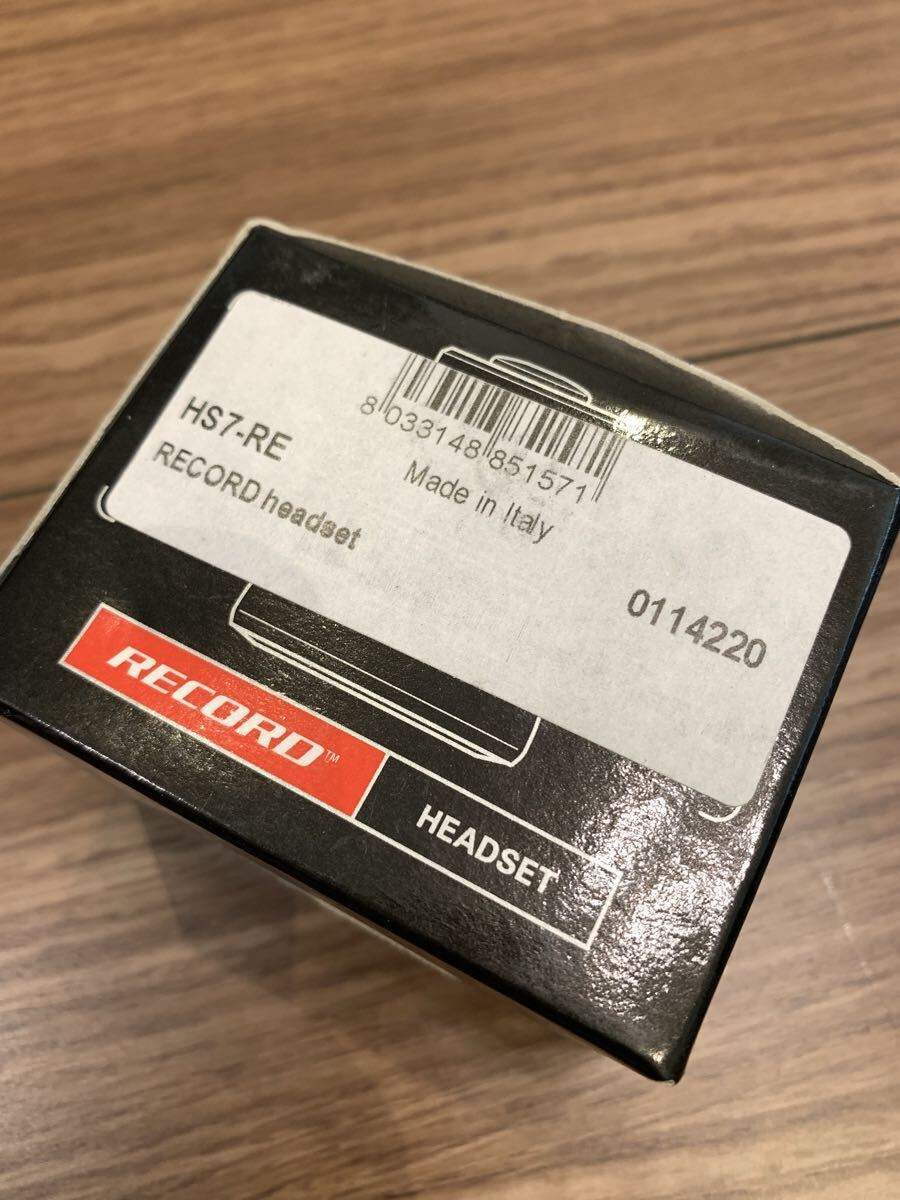 8 033148 851571
HS7-RE
Made in Italy
RECORD headset
0114220
RECORD™
HEADSET